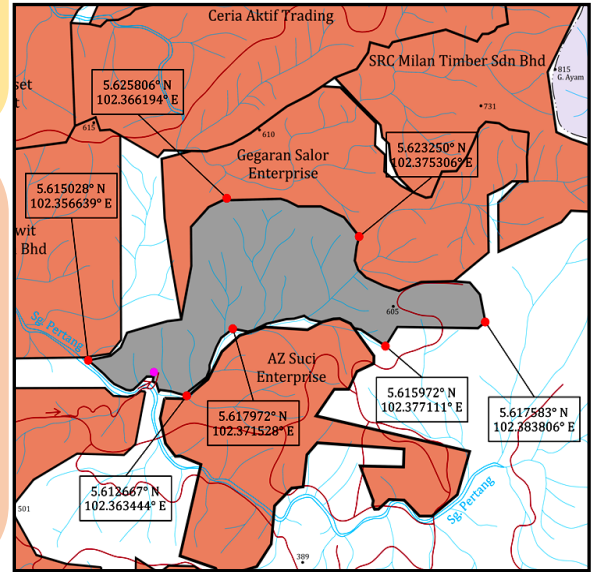 Ceria Aktif Trading
SRC Milan Timber Sdn Bhd
815
G. Ayam
set
t
5.625806° N
102.366194° E
731
615
610
5.623250° N
102.375306° E
Gegaran Salor
Enterprise
5.615028° N
102.356639° E
wit
Bhd
605
Sg. Pertang
AZ Suci
Enterprise
5.615972° N
102.377111° E
5.617583° N
102.383806° E
5.617972° N
102.371528° E
5.613667° N
102.363444° E
Sg. Pertang
501
389